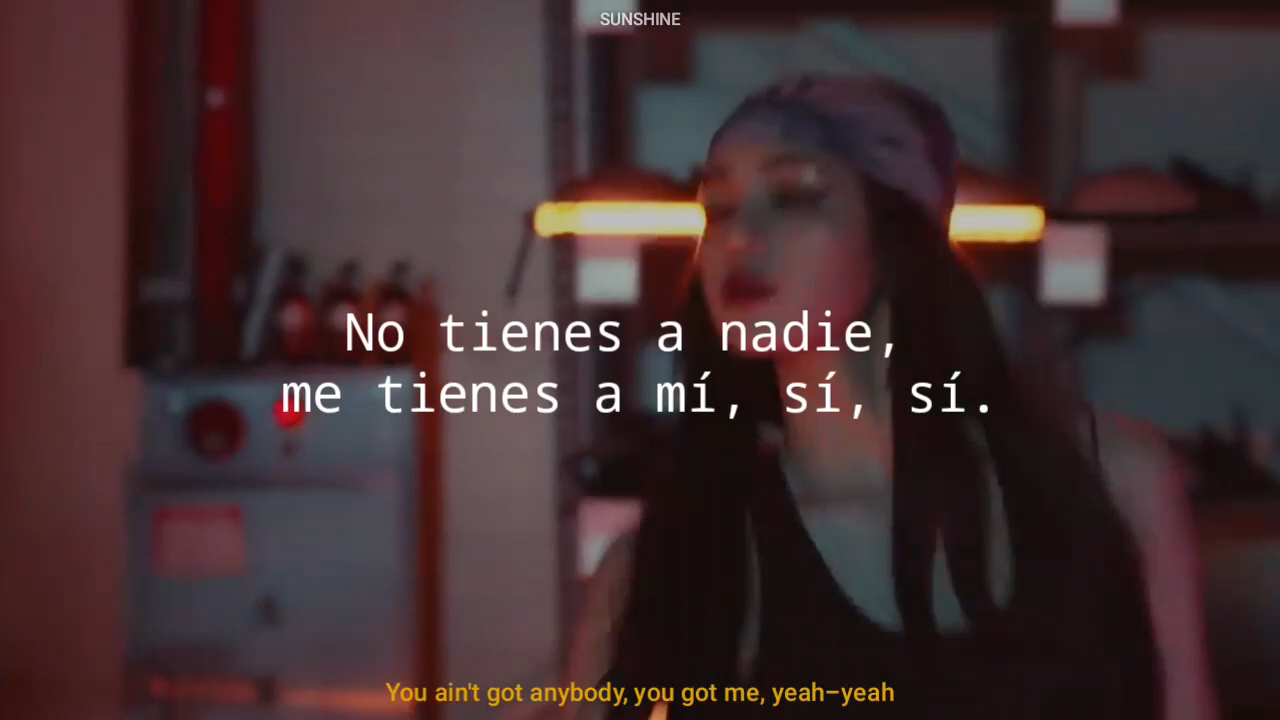 SUNSHINE
No tienes a nadie,
me tienes a mí, sí, sí.
You ain't got anybody, you got me, yeah–yeah